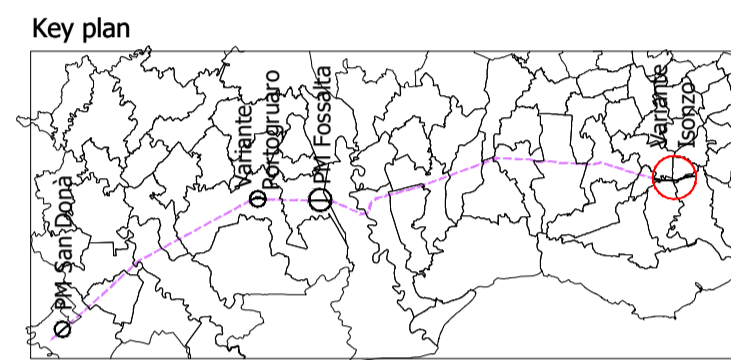 Key plan
PM San Donà
Variante
Portogruaro
PM Fossalta
Variante
Isonzo